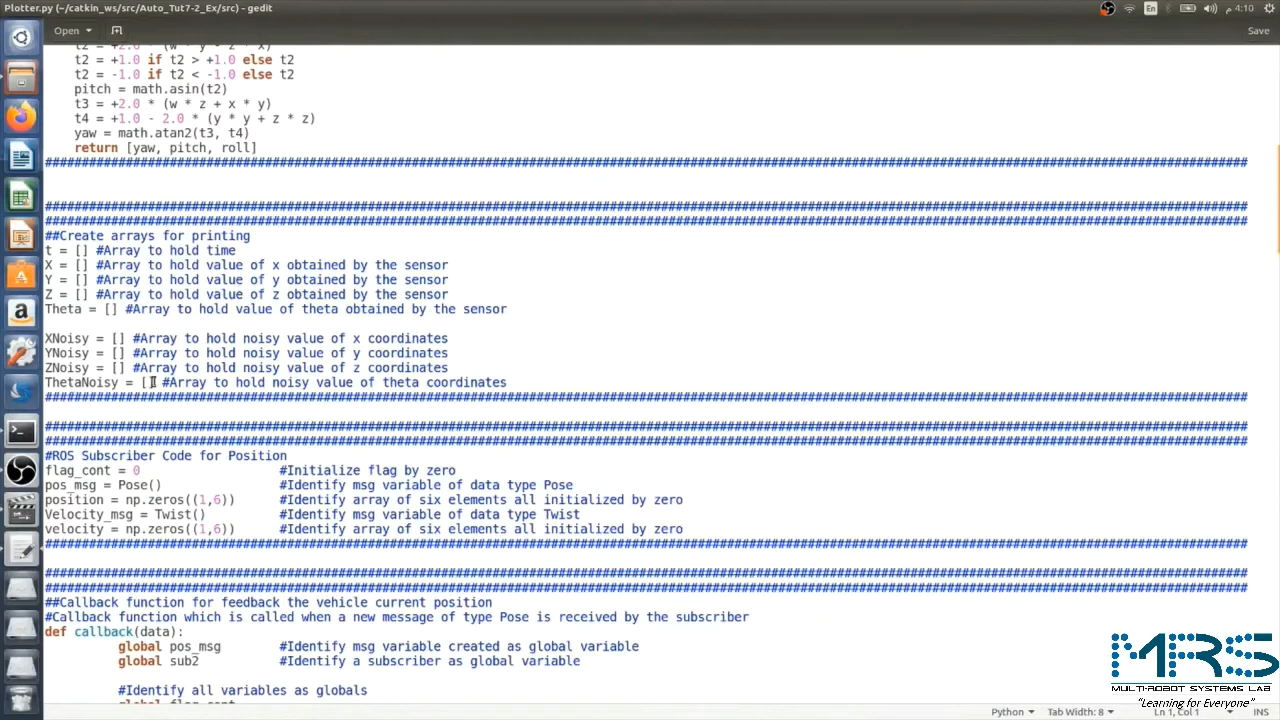 Plotter.py (~/catkin_ws/src/Auto_Tut7-2_Ex/src) - gedit
En
4:10 م
Open
Save
t2 = +2.0 * (w * y - z * x)
t2 = +1.0 if t2 > +1.0 else t2
t2 = -1.0 if t2 < -1.0 else t2
pitch = math.asin(t2)
t3 = +2.0 * (w * z + x * y)
t4 = +1.0 - 2.0 * (y * y + z * z)
yaw = math.atan2(t3, t4)
return [yaw, pitch, roll]
##Create arrays for printing
t = [] #Array to hold time
X = [] #Array to hold value of x obtained by the sensor
Y = [] #Array to hold value of y obtained by the sensor
Z = [] #Array to hold value of z obtained by the sensor
Theta = [] #Array to hold value of theta obtained by the sensor
XNoisy = [] #Array to hold noisy value of x coordinates
YNoisy = [] #Array to hold noisy value of y coordinates
ZNoisy = [] #Array to hold noisy value of z coordinates
ThetaNoisy = [] #Array to hold noisy value of theta coordinates
#ROS Subscriber Code for Position
flag_cont = 0 #Initialize flag by zero
pos_msg = Pose() #Identify msg variable of data type Pose
position = np.zeros((1,6)) #Identify array of six elements all initialized by zero
Velocity_msg = Twist() #Identify msg variable of data type Twist
velocity = np.zeros((1,6)) #Identify array of six elements all initialized by zero
##Callback function for feedback the vehicle current position
#Callback function which is called when a new message of type Pose is received by the subscriber
def callback(data):
global pos_msg #Identify msg variable created as global variable
global sub2 #Identify a subscriber as global variable
#Identify all variables as globals
global flag_cont
MRS
MULTI-ROBOT SYSTEMS LAB
"Learning for Everyone"
Python
Tab Width: 8
Ln 1, Col 1
INS